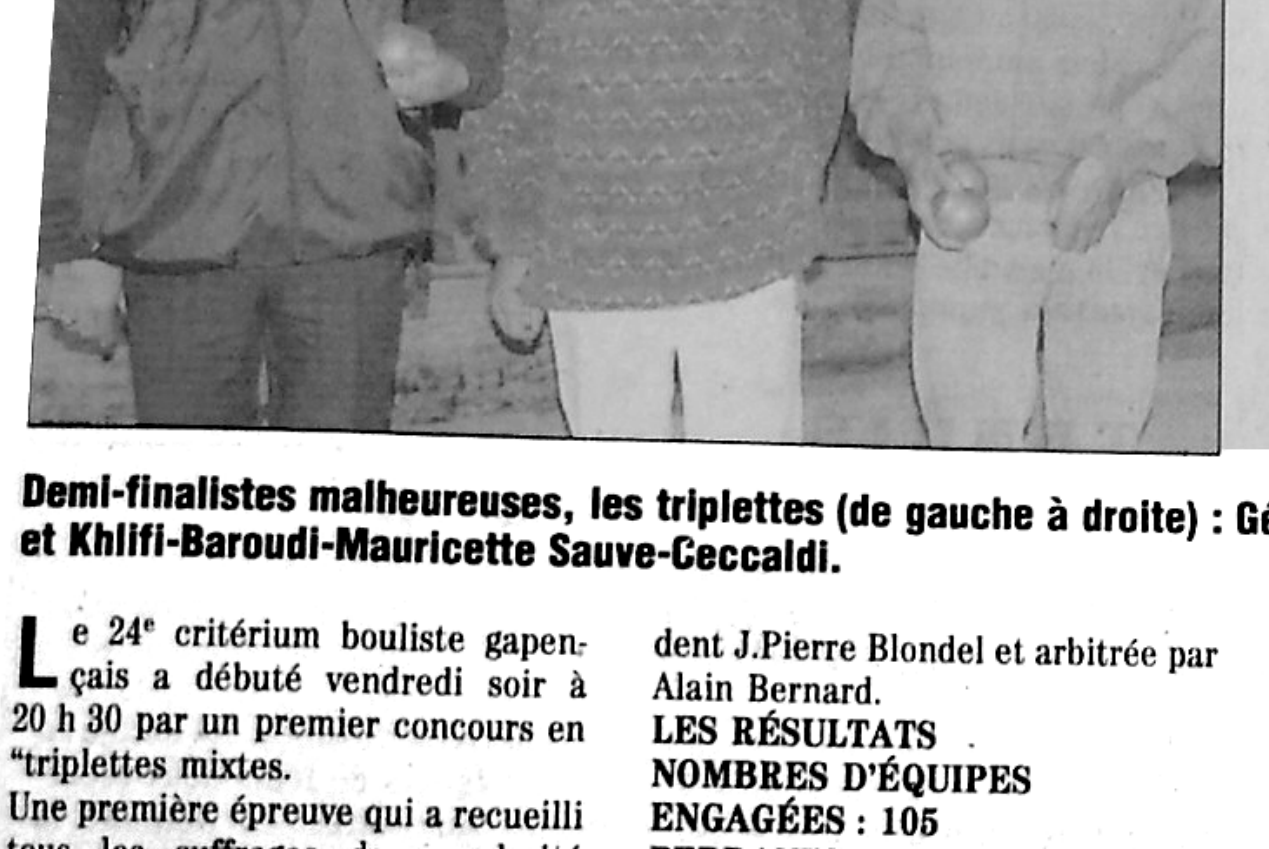 Demi-finalistes malheureuses, les triplettes (de gauche à droite) : Gé
et Khlifi-Baroudi-Mauricette Sauve-Ceccaldi.
Le 24e critérium bouliste gapen-
çais a débuté vendredi soir à
20 h 30 par un premier concours en
“triplettes mixtes.
Une première épreuve qui a recueilli
dent J.Pierre Blondel et arbitrée par
Alain Bernard.
LES RÉSULTATS
NOMBRES D'ÉQUIPES
ENGAGÉES : 105